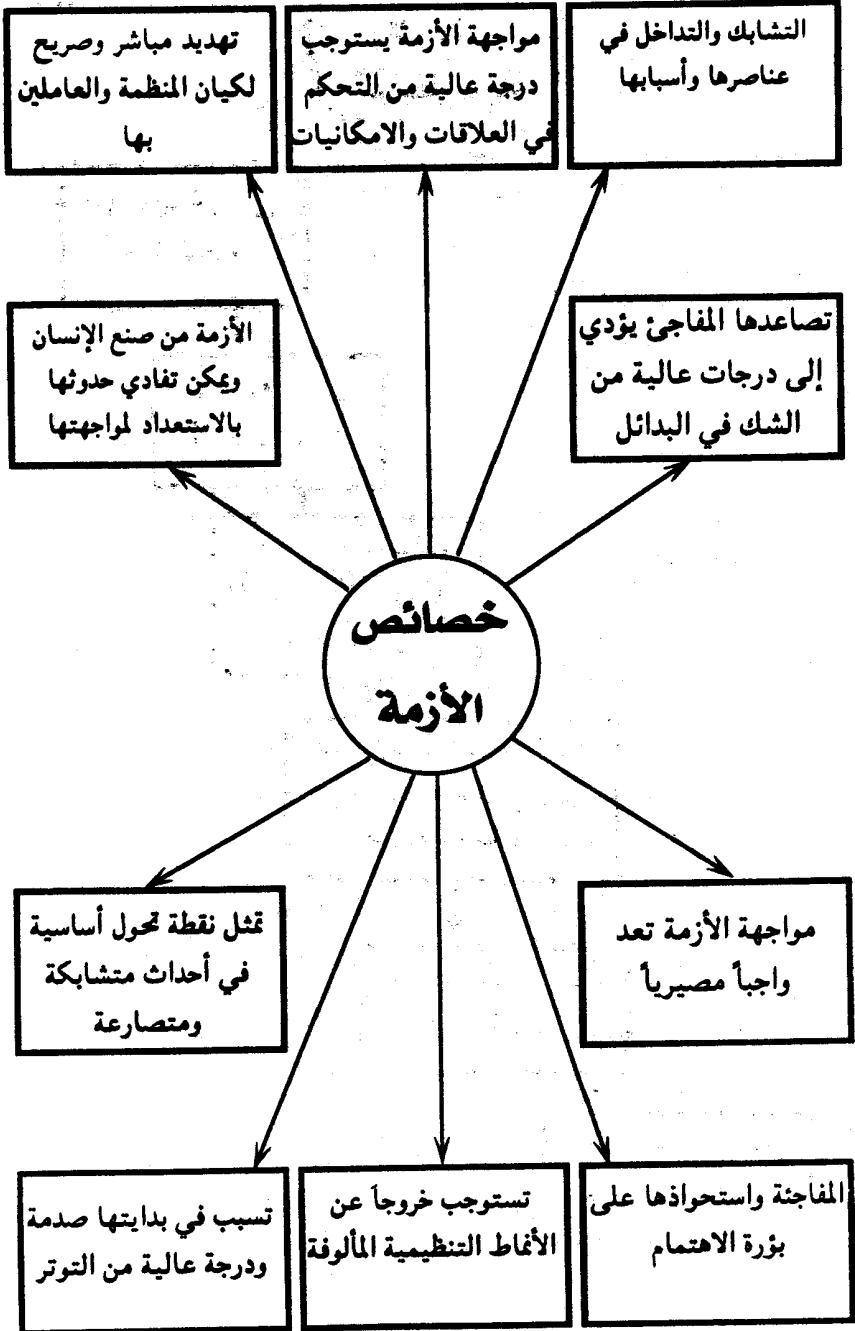 التشابك والتداخل في
عناصرها وأسبابها
مواجهة الأزمة يستوجب
درجة عالية من التحكم
في العلاقات والامكانيات
تهديد مباشر وصريح
لكيان المنظمة والعاملين
بها
تصاعدها المفاجئ يؤدي
إلى درجات عالية من
الشك في البدائل
الأزمة من صنع الإنسان
ويمكن تفادي حدوثها
بالاستعداد لمواجهتها
خصائص
الأزمة
مواجهة الأزمة تعد
واجباً مصيرياً
تمثل نقطة تحول أساسية
في أحداث متشابكة
ومتصارعة
المفاجئة واستحواذها على
بؤرة الاهتمام
تستوجب خروجاً عن
الأنماط التنظيمية المألوفة
تسبب في بدايتها صدمة
ودرجة عالية من التوتر